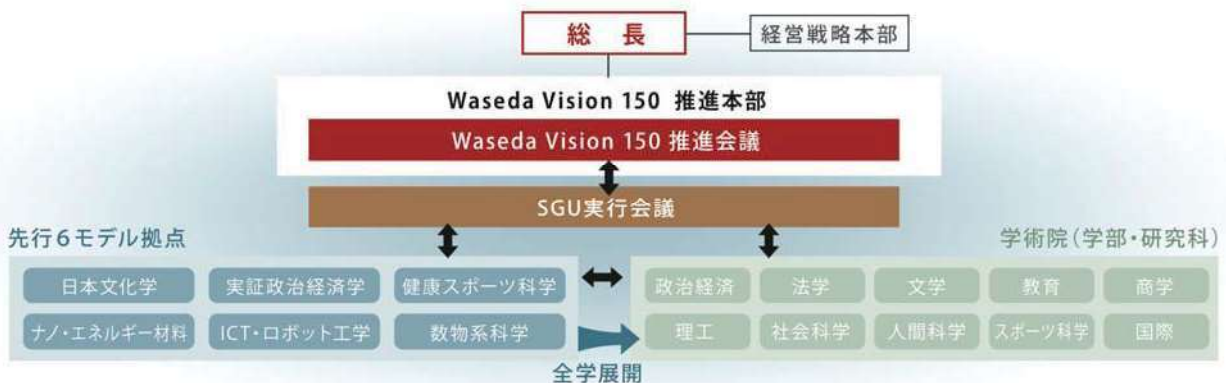 総 長
経営戦略本部
Waseda Vision 150 推進本部
Waseda Vision 150 推進会議
SGU実行会議
先行6モデル拠点
学術院(学部・研究科)
日本文化学
実証政治経済学
健康スポーツ科学
ナノ・エネルギー材料
ICT・ロボット工学
数物系科学
政治経済
法学
文学
教育
商学
理工
社会科学
人間科学
スポーツ科学
国際
全学展開